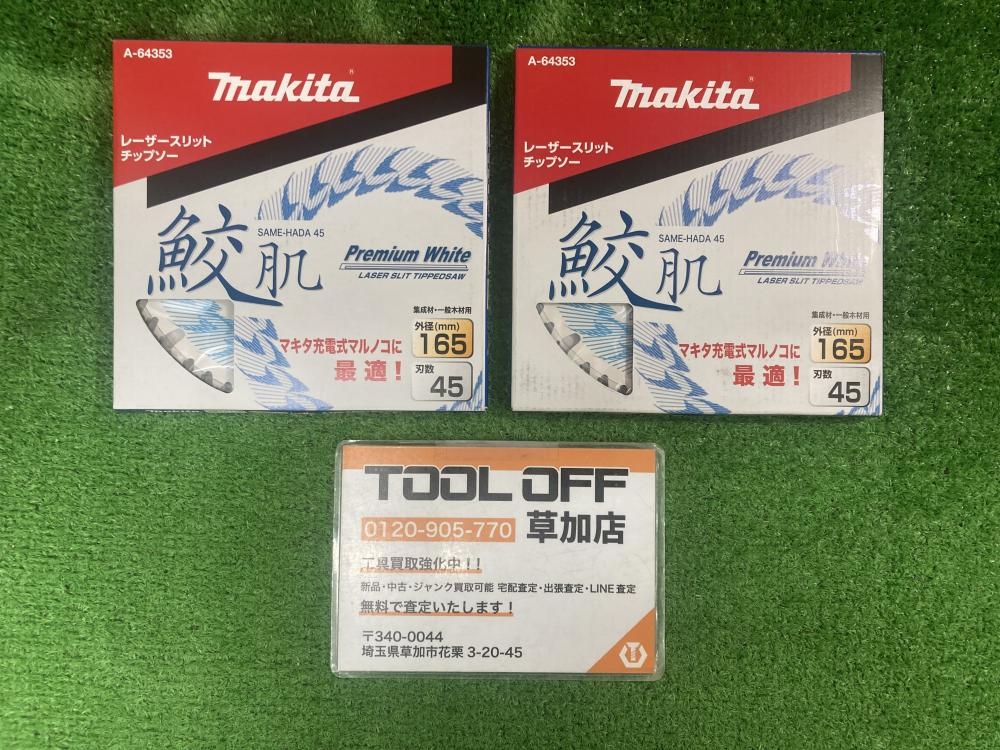 A-64353
makita
レーザースリット
チップソー
鮫肌
SAME-HADA 45
Premium White
LASER SLIT TIPPEDSAW
集成材・一般木材用
外径(mm)
165
刃数
45
マキタ充電式マルノコに
最適！
A-64353
makita
レーザースリット
チップソー
鮫肌
SAME-HADA 45
Premium White
LASER SLIT TIPPEDSAW
集成材・一般木材用
外径(mm)
165
刃数
45
マキタ充電式マルノコに
最適！
TOOL OFF
0120-905-770 草加店
工具買取強化中！！
新品・中古・ジャンク買取可能 宅配査定・出張査定・LINE査定
無料で査定いたします！
〒340-0044
埼玉県草加市花栗 3-20-45